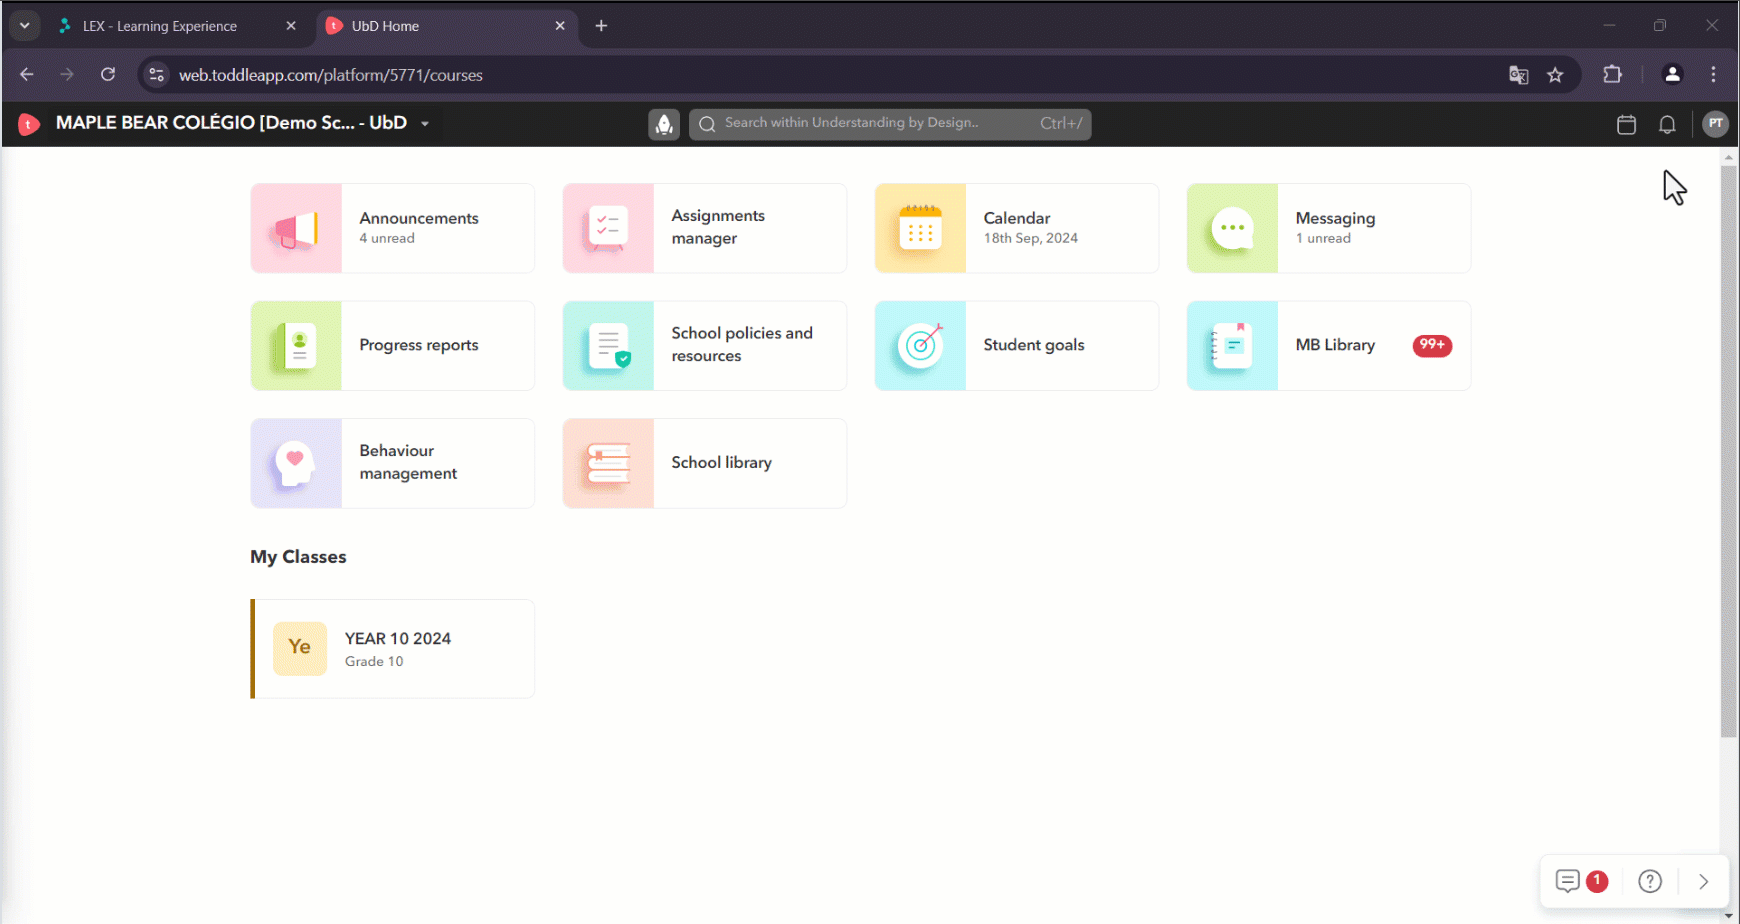 LEX - Learning Experience
UbD Home
web.toddleapp.com/platform/5771/courses
t MAPLE BEAR COLÉGIO [Demo Sc... - UbD
Search within Understanding by Design..
Ctrl+/
PT
Announcements
4 unread
Assignments
manager
Calendar
18th Sep, 2024
Messaging
1 unread
Progress reports
School policies and
resources
Student goals
MB Library
99+
Behaviour
management
School library
My Classes
Ye
YEAR 10 2024
Grade 10
1